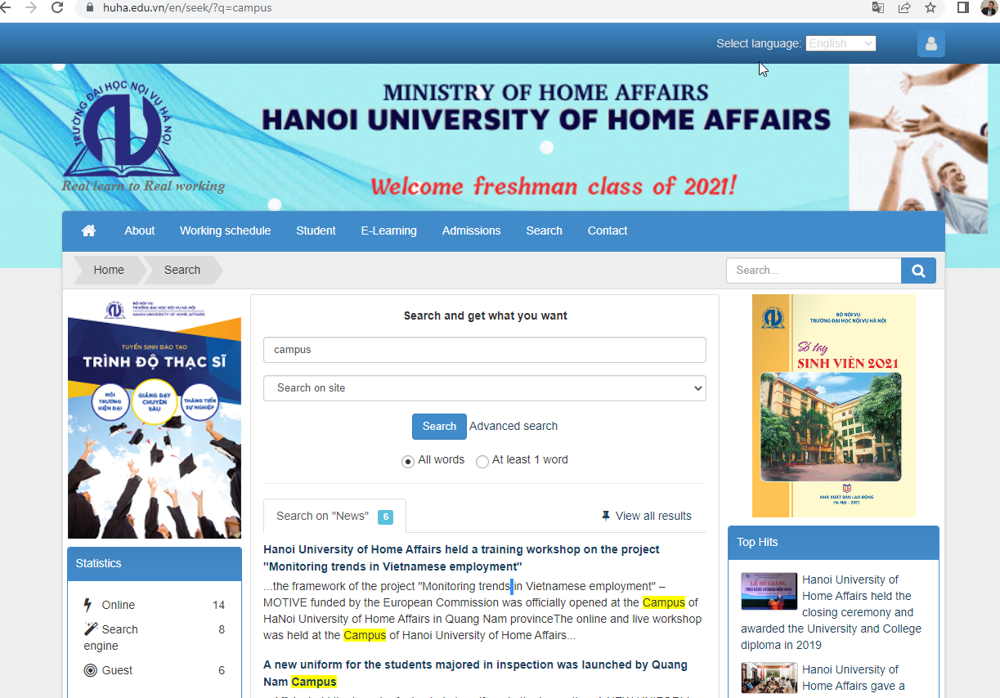 huha.edu.vn/en/seek/?q=campus
Select language: English
TRƯỜNG ĐẠI HỌC NỘI VỤ HÀ NỘI
Real learn to Real working
MINISTRY OF HOME AFFAIRS
HANOI UNIVERSITY OF HOME AFFAIRS
Welcome freshman class of 2021!
About Working schedule Student E-Learning Admissions Search Contact
Home Search
Search...
BỘ NỘI VỤ
TRƯỜNG ĐẠI HỌC NỘI VỤ HÀ NỘI
HANOI UNIVERSITY OF HOME AFFAIRS
TUYỂN SINH ĐÀO TẠO
TRÌNH ĐỘ THẠC SĨ
MÔI
TRƯỜNG
HIỆN ĐẠI
GIẢNG DẠY
CHUYÊN
SÂU
THĂNG TIẾN
SỰ NGHIỆP
Statistics
Online 14
Search 8
engine
Guest 6
Search and get what you want
campus
Search on site
Search Advanced search
All words At least 1 word
Search on "News" 6
View all results
Hanoi University of Home Affairs held a training workshop on the project
"Monitoring trends in Vietnamese employment"
...the framework of the project "Monitoring trends in Vietnamese employment" –
MOTIVE funded by the European Commission was officially opened at the Campus of
HaNoi University of Home Affairs in Quang Nam provinceThe online and live workshop
was held at the Campus of Hanoi University of Home Affairs...
A new uniform for the students majored in inspection was launched by Quang
Nam Campus
BỘ NỘI VỤ
TRƯỜNG ĐẠI HỌC NỘI VỤ HÀ NỘI
Sổ tay
SINH VIÊN 2021
NHÀ XUẤT BẢN LAO ĐỘNG
Hà Nội - 2021
Top Hits
LỄ BẾ GIẢNG
Hanoi University of
Home Affairs held the
closing ceremony and
awarded the University and College
diploma in 2019
Hanoi University of
Home Affairs gave a